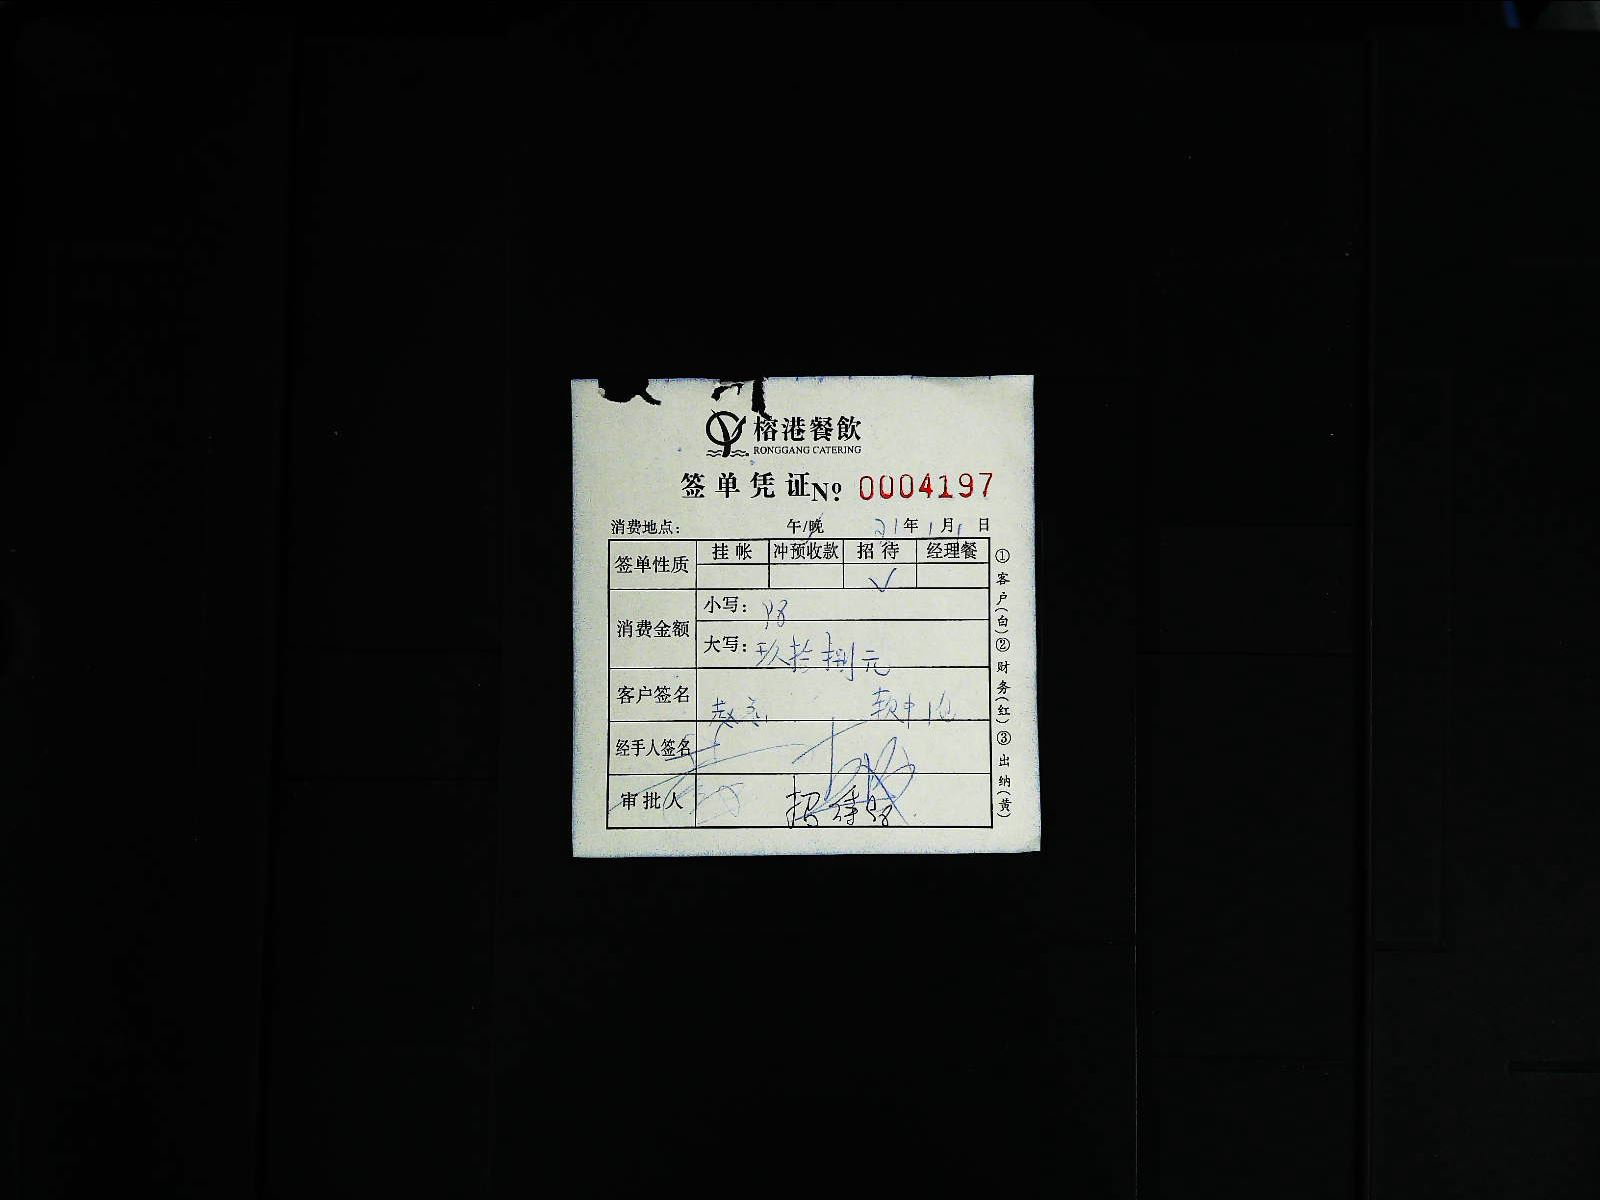 榕港餐飲
RONGGANG CATERING
签单凭证 № 0004197
消费地点: 午/晚 21年1月1日
签单性质 挂帐 冲预收款 招待 经理餐
√
消费金额 小写: 98
大写: 玖拾捌元
客户签名 赵
经手人签名
审批人 招待98
①客户(白)②财务(红)③出纳(黄)